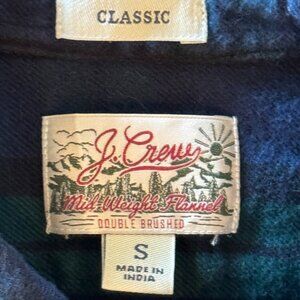 CLASSIC
J. Crew
Mid-Weight Flannel
DOUBLE BRUSHED
S
MADE IN
INDIA